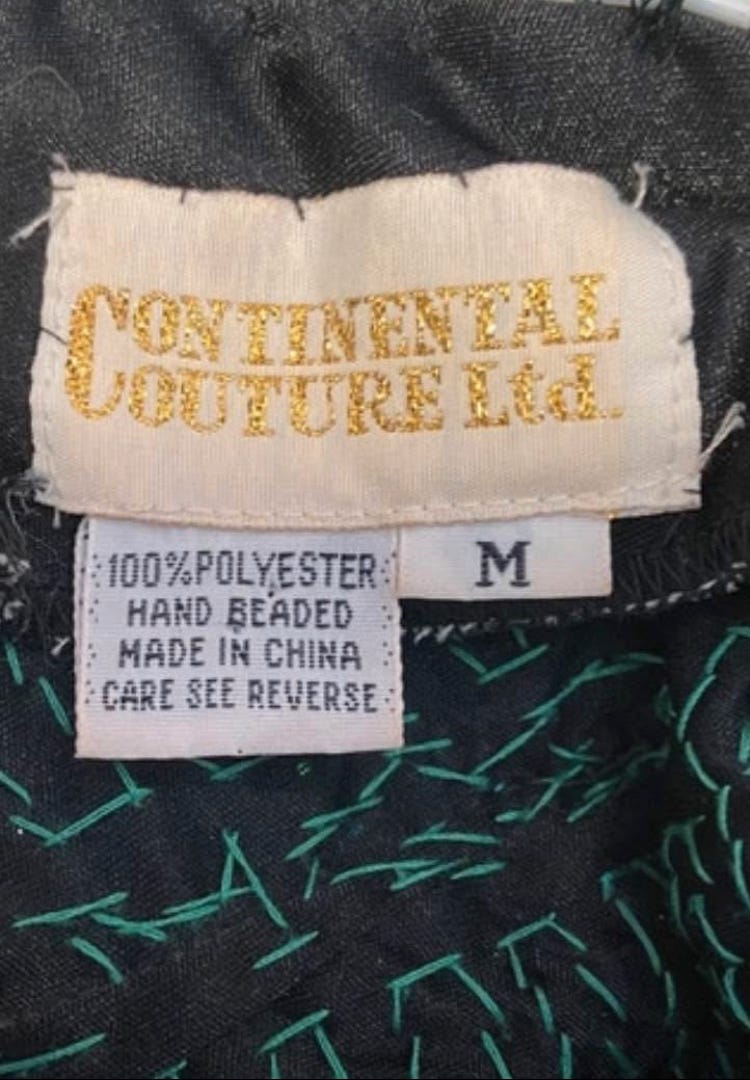 CONTINENTAL
COUTURE Ltd.
M
100%POLYESTER
HAND BEADED
MADE IN CHINA
CARE SEE REVERSE